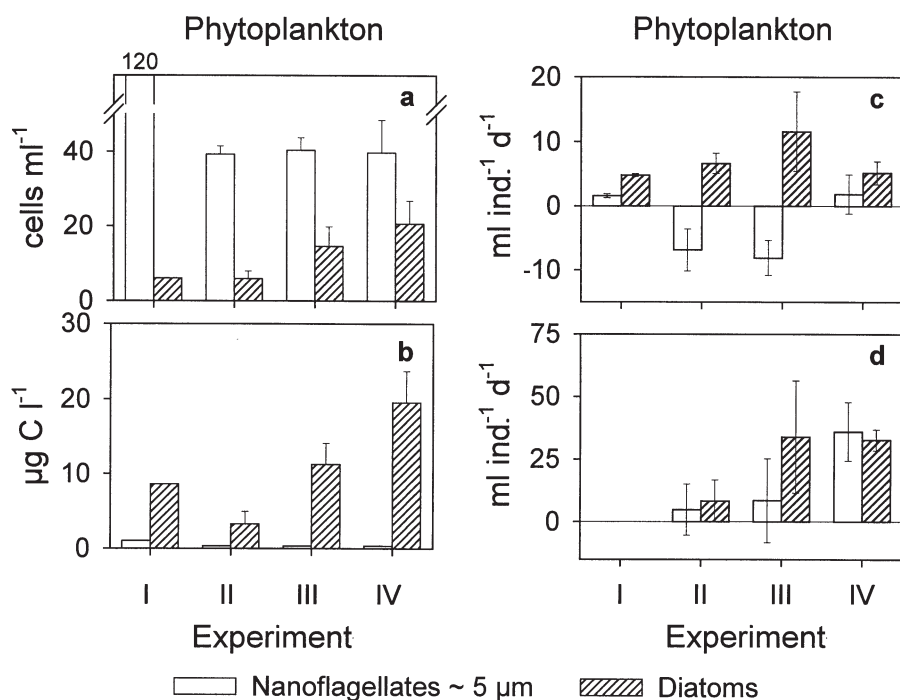 Phytoplankton
120
a
cells ml⁻¹
40
20
0
b
µg C l⁻¹
30
20
10
0
I II III IV
Experiment
Phytoplankton
c
ml ind.⁻¹ d⁻¹
20
10
0
-10
d
ml ind.⁻¹ d⁻¹
75
50
25
0
I II III IV
Experiment
Nanoflagellates ~ 5 µm
Diatoms